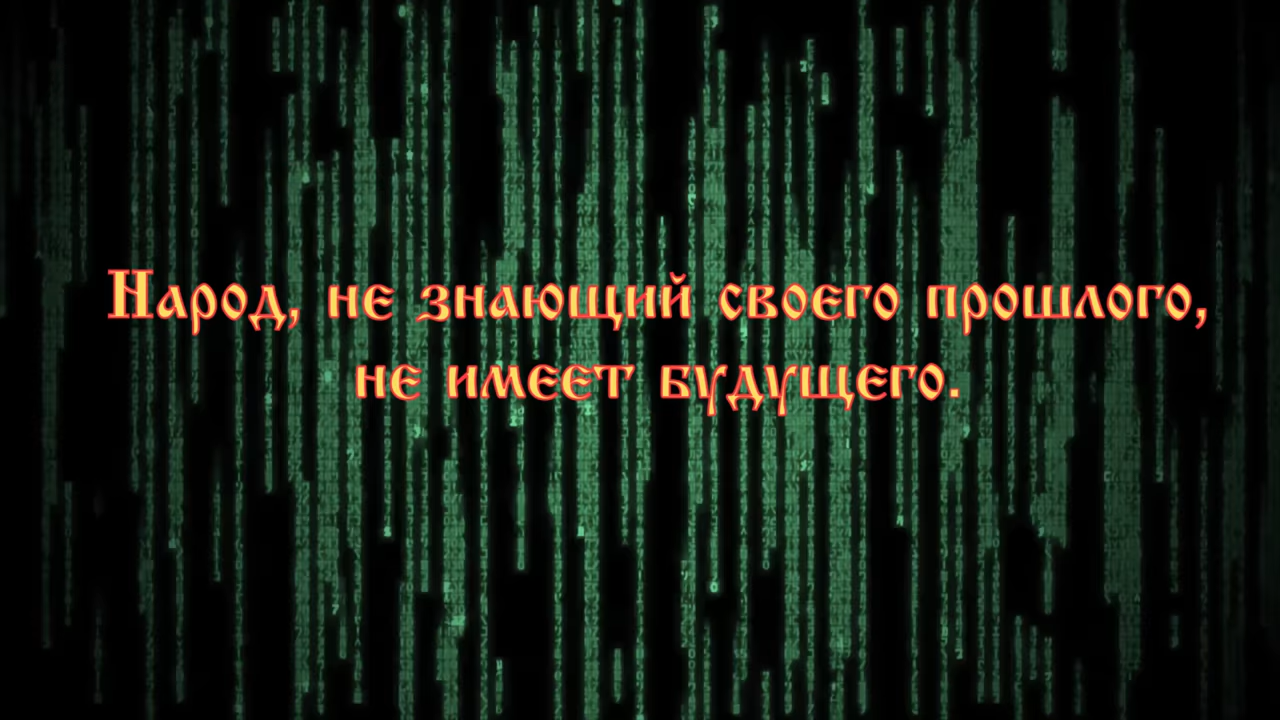 Народ, не знающий своего прошлого,
не имеет будущего.